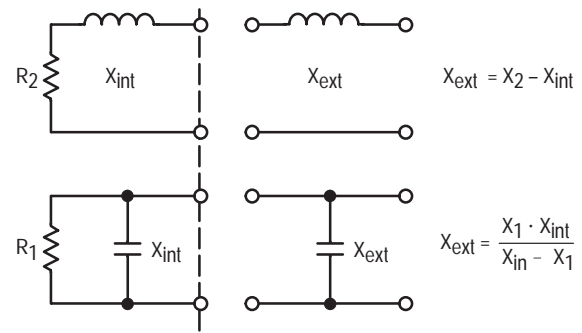 R2
Xint
Xext
Xext = X2 – Xint
R1
Xint
Xext
Xext = X1 · Xint
Xin – X1